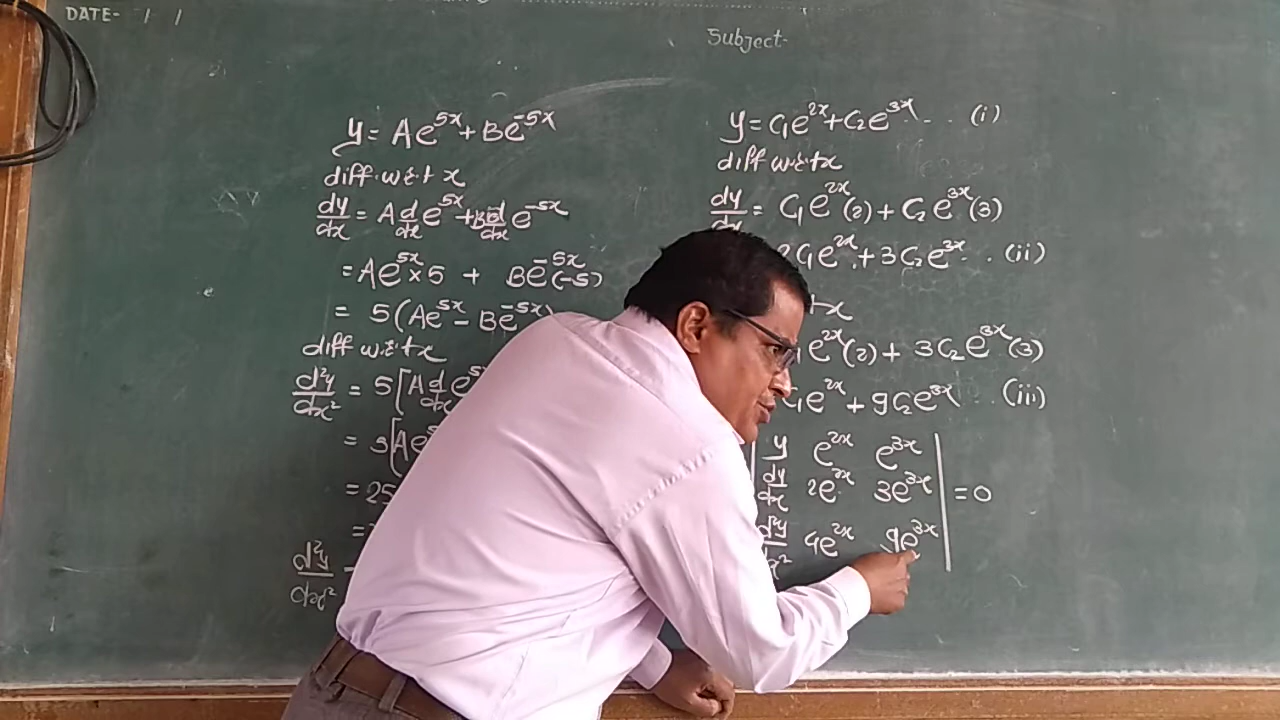 DATE- / /
Subject-
y = Ae^{5x} + Be^{-5x}
diff. w.r.t x
dy/dx = A d/dx e^{5x} + B d/dx e^{-5x}
= Ae^{5x} × 5 + Be^{-5x}(-5)
= 5(Ae^{5x} - Be^{-5x})
diff w.r.t x
d²y/dx² = 5[A d/dx e^{5x}
= 5[Ae^{5x}
= 25
=
d²y/dx² =
y = C₁e^{2x} + C₂e^{3x} - - (i)
diff w.r.t x
dy/dx = C₁e^{2x}(2) + C₂e^{3x}(3)
2C₁e^{2x} + 3C₂e^{3x} . . (ii)
t x
₁e^{2x}(2) + 3C₂e^{3x}(3)
C₁e^{2x} + 9C₂e^{3x} . . (iii)
| y e^{2x} e^{3x} |
| dy/dx 2e^{2x} 3e^{3x} | = 0
| d²y/dx² 4e^{2x} 9e^{3x} |